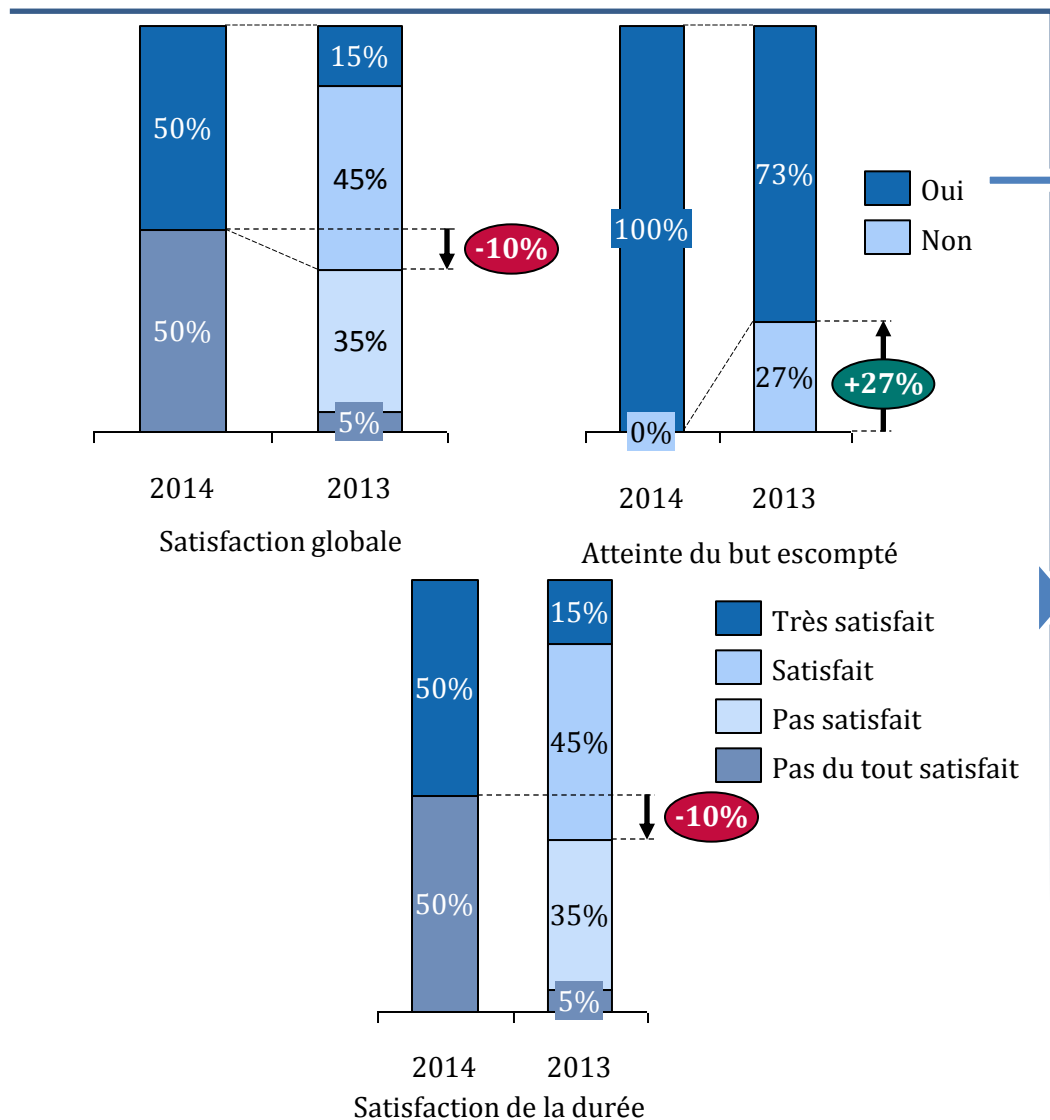 50%
50%
15%
45%
35%
5%
-10%
2014
2013
Satisfaction globale
100%
0%
73%
27%
+27%
Oui
Non
2014
2013
Atteinte du but escompté
50%
50%
15%
45%
35%
5%
-10%
Très satisfait
Satisfait
Pas satisfait
Pas du tout satisfait
2014
2013
Satisfaction de la durée